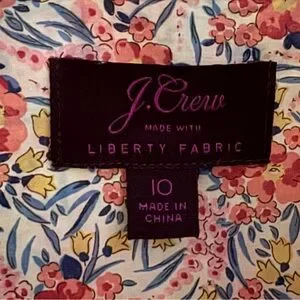 J.Crew
MADE WITH
LIBERTY FABRIC
10
MADE IN
CHINA